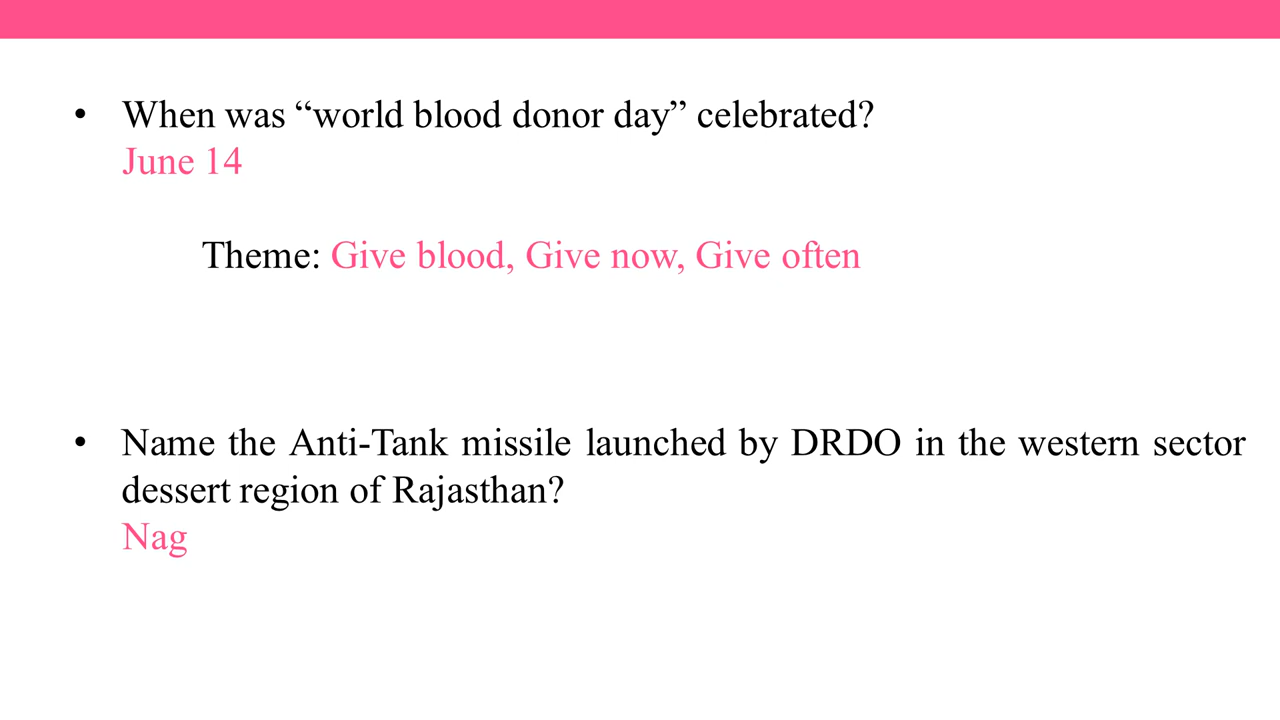 • When was “world blood donor day” celebrated?
June 14
Theme: Give blood, Give now, Give often
• Name the Anti-Tank missile launched by DRDO in the western sector
dessert region of Rajasthan?
Nag